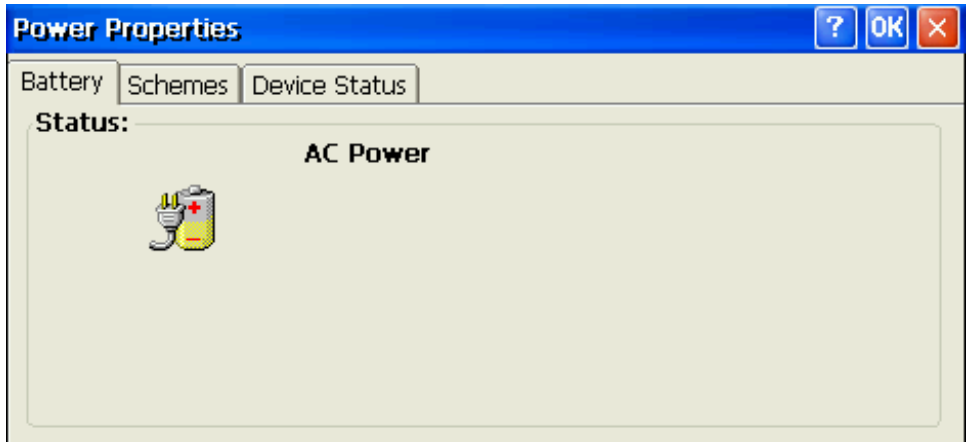 Power Properties ? OK ×
Battery Schemes Device Status
Status:
AC Power